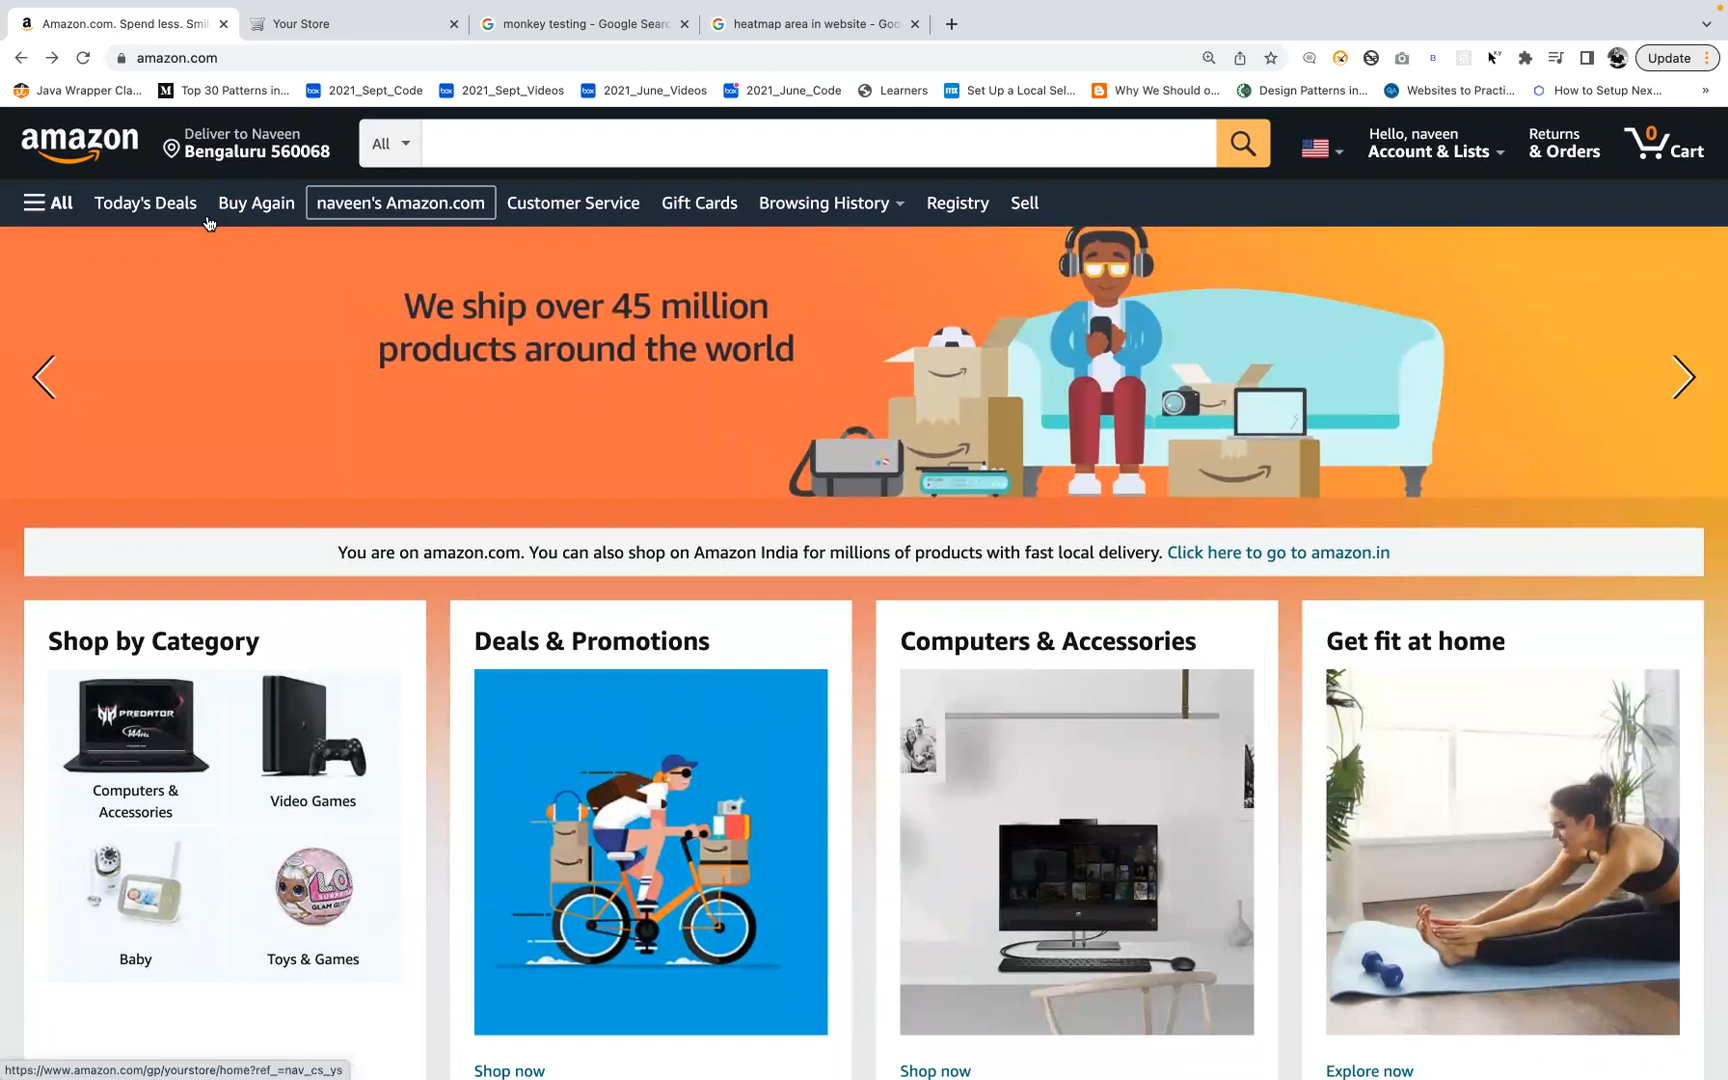 Amazon.com. Spend less. Smil
Your Store
monkey testing - Google Searc
heatmap area in website - Goo
amazon.com
Update
Java Wrapper Cla...
Top 30 Patterns in...
2021_Sept_Code
2021_Sept_Videos
2021_June_Videos
2021_June_Code
Learners
Set Up a Local Sel...
Why We Should o...
Design Patterns in...
Websites to Practi...
How to Setup Nex...
»
amazon
Deliver to Naveen
Bengaluru 560068
All
Hello, naveen
Account & Lists
Returns
& Orders
0
Cart
All
Today's Deals
Buy Again
naveen's Amazon.com
Customer Service
Gift Cards
Browsing History
Registry
Sell
We ship over 45 million
products around the world
You are on amazon.com. You can also shop on Amazon India for millions of products with fast local delivery. Click here to go to amazon.in
Shop by Category
Deals & Promotions
Computers & Accessories
Get fit at home
PREDATOR
144Hz
Computers &
Accessories
Video Games
L.O.L.
SURPRISE!
Baby
Toys & Games
Shop now
Shop now
Explore now
https://www.amazon.com/gp/yourstore/home?ref_=nav_cs_ys